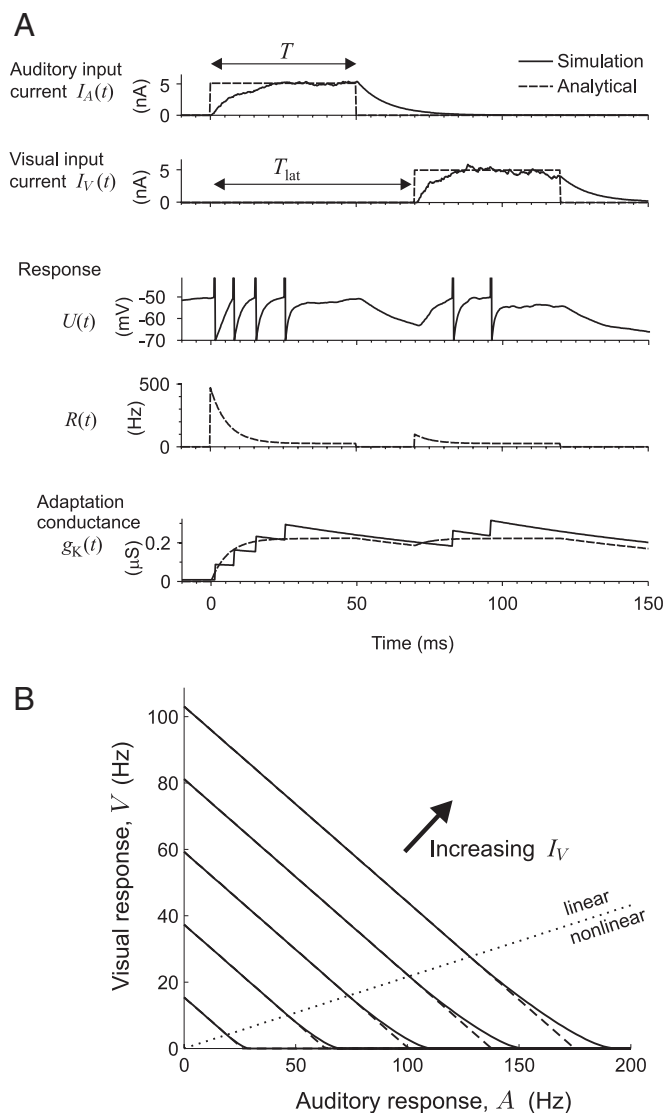 A
T
Auditory input
current I_A(t)
5
0
(nA)
Simulation
Analytical
Visual input
current I_V(t)
5
0
(nA)
T_lat
Response
U(t)
-50
-60
-70
(mV)
R(t)
500
0
(Hz)
Adaptation
conductance
g_K(t)
0.2
0
(μS)
0 50 100 150
Time (ms)
B
Visual response, V (Hz)
100
80
60
40
20
0
Increasing I_V
linear
nonlinear
0 50 100 150 200
Auditory response, A (Hz)